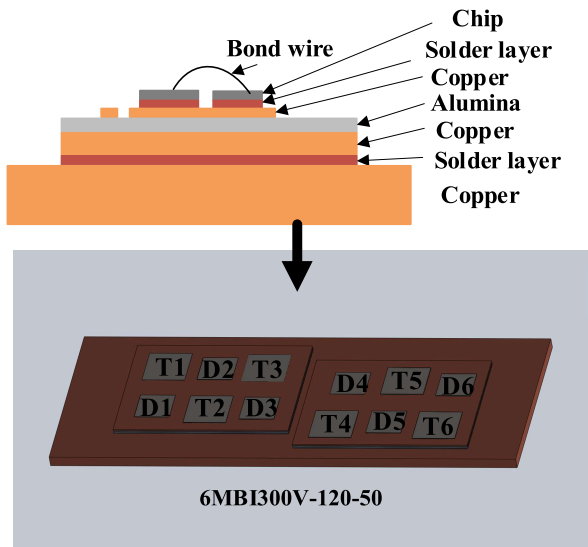 Chip
Bond wire
Solder layer
Copper
Alumina
Copper
Solder layer
Copper
T1 D2 T3
D1 T2 D3
D4 T5 D6
T4 D5 T6
6MBI300V-120-50